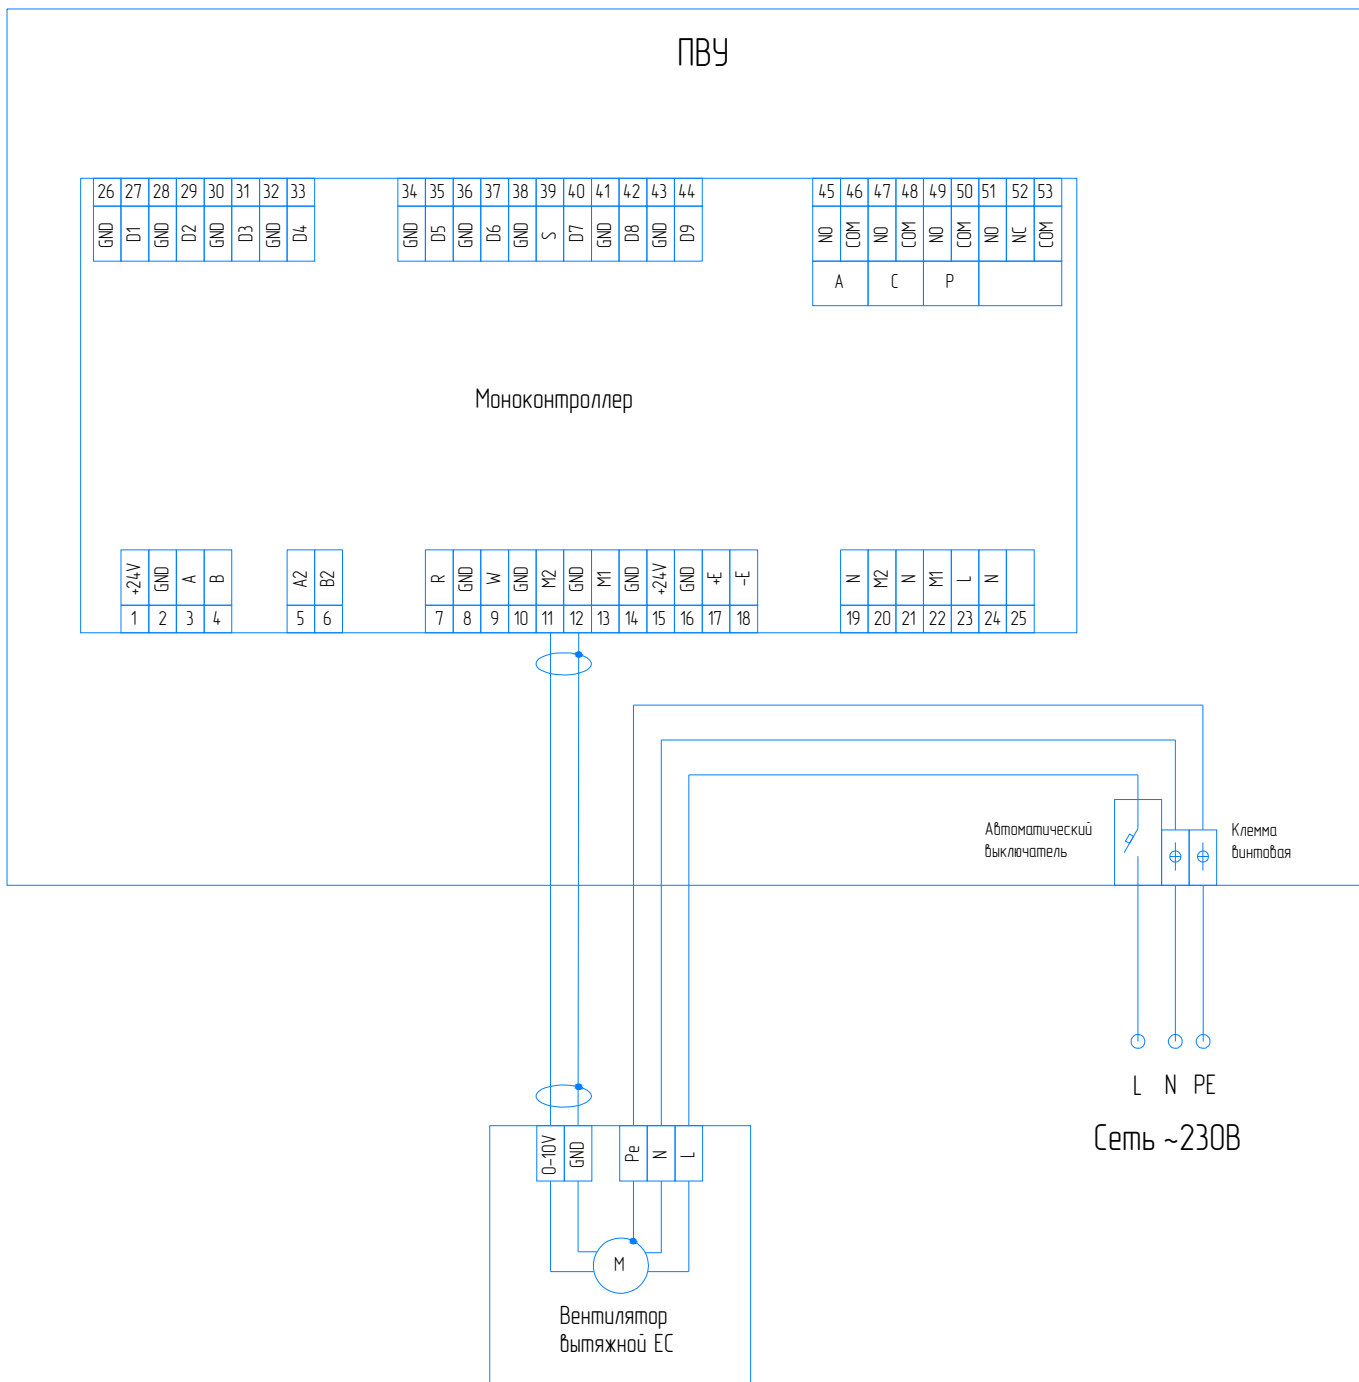 ПВУ
26 27 28 29 30 31 32 33
GND D1 GND D2 GND D3 GND D4
34 35 36 37 38 39 40 41 42 43 44
GND D5 GND D6 GND S D7 GND D8 GND D9
45 46 47 48 49 50 51 52 53
NO COM NO COM NO COM NO NC COM
A C P
Моноконтроллер
+24V GND A B
1 2 3 4
A2 B2
5 6
R GND W GND M2 GND M1 GND +24V GND +E -E
7 8 9 10 11 12 13 14 15 16 17 18
N M2 N M1 L N
19 20 21 22 23 24 25
Автоматический
выключатель
Клемма
винтовая
L N PE
Сеть ~230В
0-10V GND Pe N L
М
Вентилятор
вытяжной ЕС